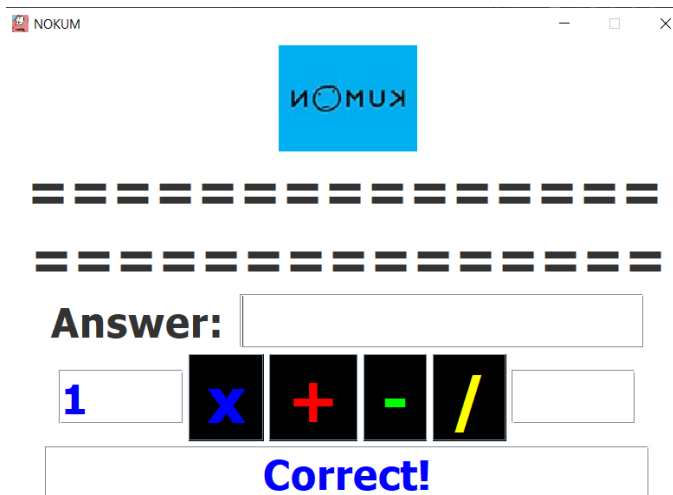 NOKUM
NOMUK
= = = = = = = = = = = = = = =
= = = = = = = = = = = = = = =
Answer:
1 x + - /
Correct!